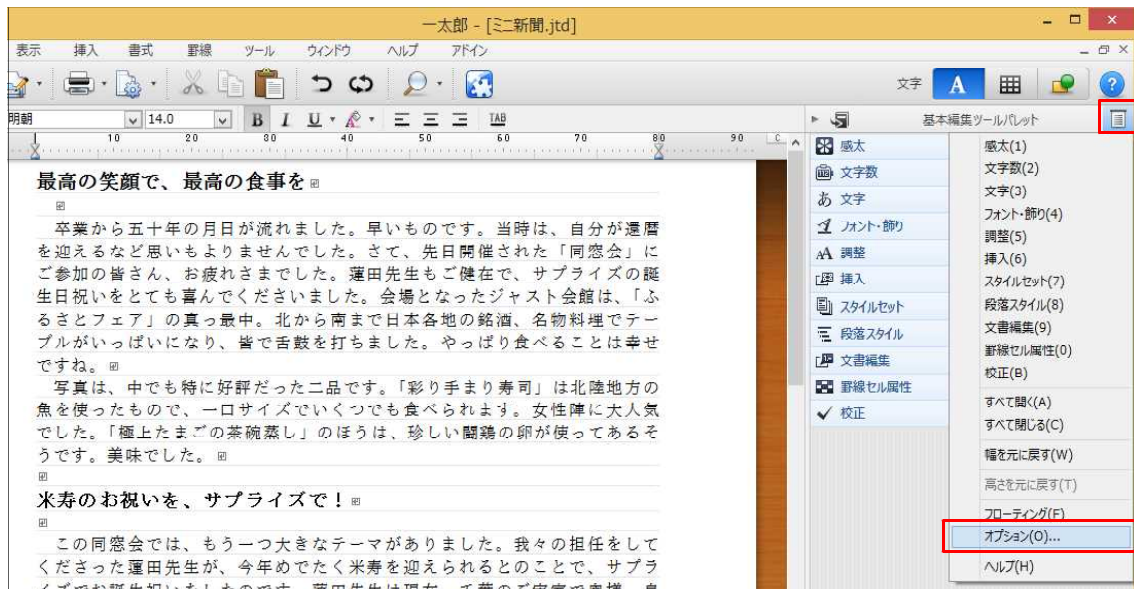 一太郎 - [ミニ新聞.jtd]
表示 挿入 書式 罫線 ツール ウィンドウ ヘルプ アドイン
文字 A
明朝 14.0 B I U TAB
基本編集ツールパレット
10 20 30 40 50 60 70 80 90
感太
文字数
文字
フォント・飾り
調整
挿入
スタイルセット
段落スタイル
文書編集
罫線セル属性
校正
感太(1)
文字数(2)
文字(3)
フォント・飾り(4)
調整(5)
挿入(6)
スタイルセット(7)
段落スタイル(8)
文書編集(9)
罫線セル属性(0)
校正(B)
すべて開く(A)
すべて閉じる(C)
幅を元に戻す(W)
高さを元に戻す(T)
フローティング(F)
オプション(O)...
ヘルプ(H)
最高の笑顔で、最高の食事を
卒業から五十年の月日が流れました。早いものです。当時は、自分が還暦
を迎えるなど思いもよりませんでした。さて、先日開催された「同窓会」に
ご参加の皆さん、お疲れさまでした。蓮田先生もご健在で、サプライズの誕
生日祝いをとても喜んでくださいました。会場となったジャスト会館は、「ふ
るさとフェア」の真っ最中。北から南まで日本各地の銘酒、名物料理でテー
ブルがいっぱいになり、皆で舌鼓を打ちました。やっぱり食べることは幸せ
ですね。
写真は、中でも特に好評だった二品です。「彩り手まり寿司」は北陸地方の
魚を使ったもので、一口サイズでいくつでも食べられます。女性陣に大人気
でした。「極上たまごの茶碗蒸し」のほうは、珍しい闘鶏の卵が使ってあるそ
うです。美味でした。
米寿のお祝いを、サプライズで！
この同窓会では、もう一つ大きなテーマがありました。我々の担任をして
くださった蓮田先生が、今年めでたく米寿を迎えられるとのことで、サプラ